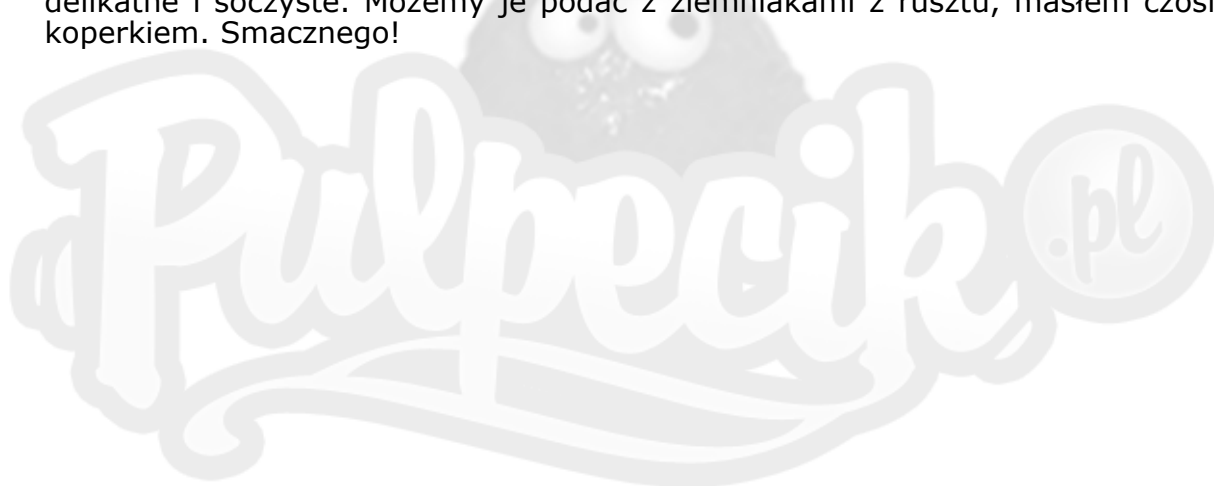 delikatne i soczyste. Możemy je podać z ziemniakami z rusztu, masłem
koperkiem. Smacznego!
Pulpecik .pl